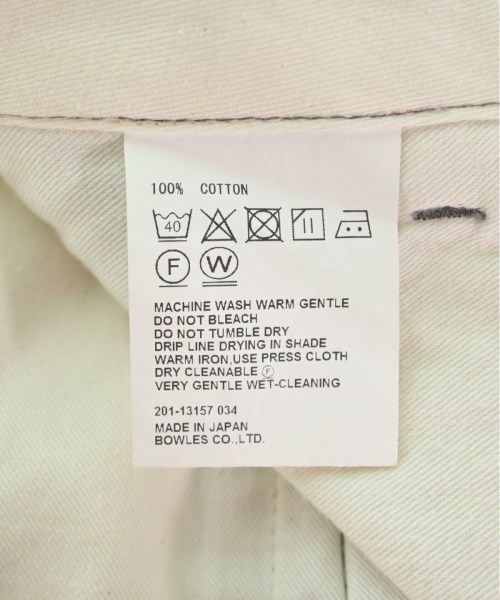 100% COTTON
40
F W
MACHINE WASH WARM GENTLE
DO NOT BLEACH
DO NOT TUMBLE DRY
DRIP LINE DRYING IN SHADE
WARM IRON,USE PRESS CLOTH
DRY CLEANABLE Ⓕ
VERY GENTLE WET-CLEANING
201-13157 034
MADE IN JAPAN
BOWLES CO.,LTD.